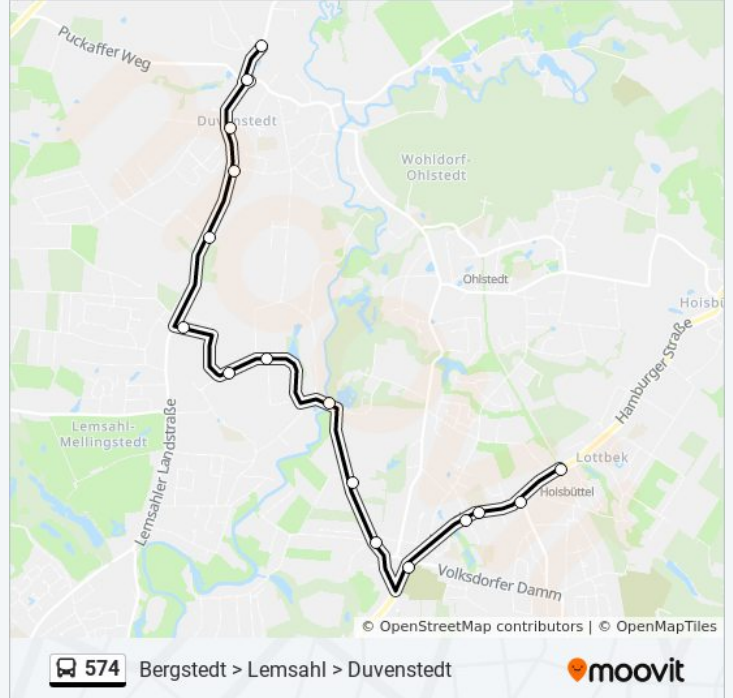 Puckaffer Weg
Duvenstedt
Wohldorf-
Ohlstedt
Ohlstedt
Hoisbü
Hamburger Straße
Lemsahl-
Mellingstedt
Lemsahler Landstraße
Lottbek
Hoisbüttel
Volksdorfer Damm
© OpenStreetMap contributors | © OpenMapTiles
574 Bergstedt > Lemsahl > Duvenstedt
moovit